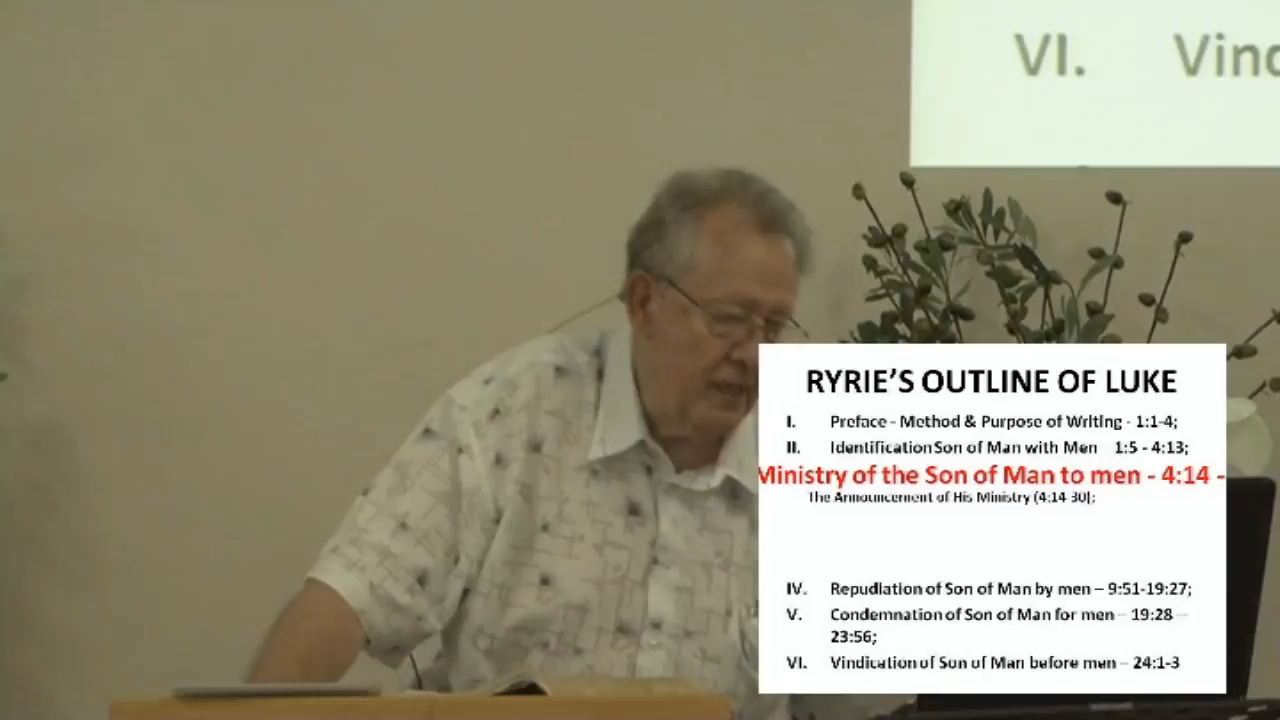 VI. Vind
RYRIE'S OUTLINE OF LUKE
I. Preface - Method & Purpose of Writing - 1:1-4;
II. Identification Son of Man with Men 1:5 - 4:13;
Ministry of the Son of Man to men - 4:14 -
The Announcement of His Ministry (4:14-30);
IV. Repudiation of Son of Man by men – 9:51-19:27;
V. Condemnation of Son of Man for men – 19:28 –
23:56;
VI. Vindication of Son of Man before men – 24:1-3